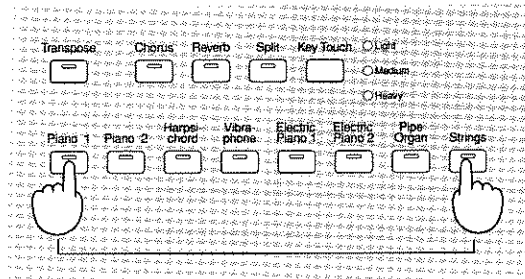 Transpose Chorus Reverb Split Key Touch Light
Medium
Heavy
Piano 1 Piano 2 Harpsi-
chord Vibra-
phone Electric
Piano 1 Electric
Piano 2 Pipe
Organ Strings